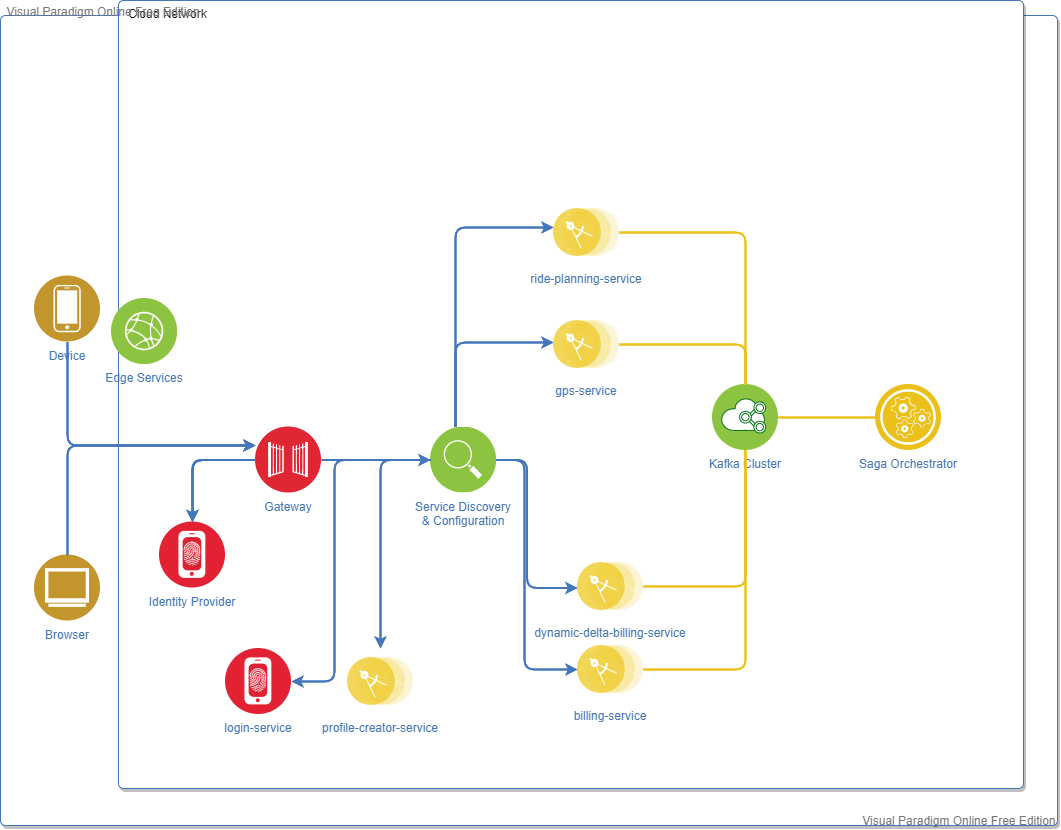 Visual Paradigm Online Free Edition
Cloud Network
ride-planning-service
Device
Edge Services
gps-service
Kafka Cluster
Saga Orchestrator
Gateway
Service Discovery
& Configuration
Identity Provider
Browser
dynamic-delta-billing-service
billing-service
login-service
profile-creator-service
Visual Paradigm Online Free Edition